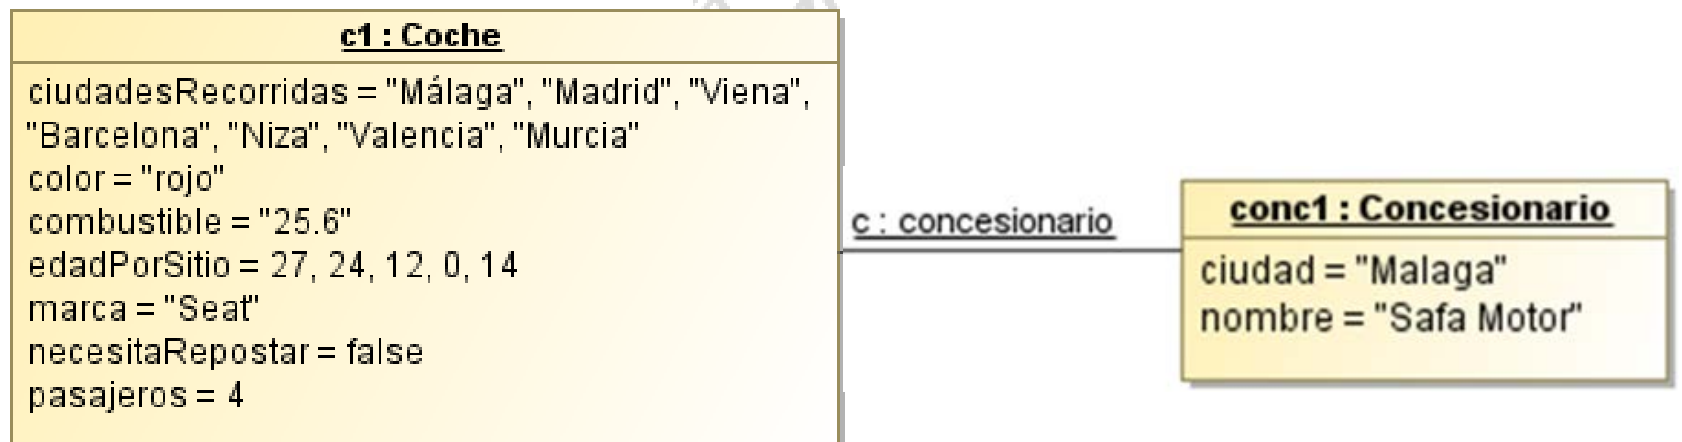 c1 : Coche
ciudadesRecorridas = "Málaga", "Madrid", "Viena",
"Barcelona", "Niza", "Valencia", "Murcia"
color = "rojo"
combustible = "25.6"
edadPorSitio = 27, 24, 12, 0, 14
marca = "Seat"
necesitaRepostar = false
pasajeros = 4
c : concesionario
conc1 : Concesionario
ciudad = "Malaga"
nombre = "Safa Motor"